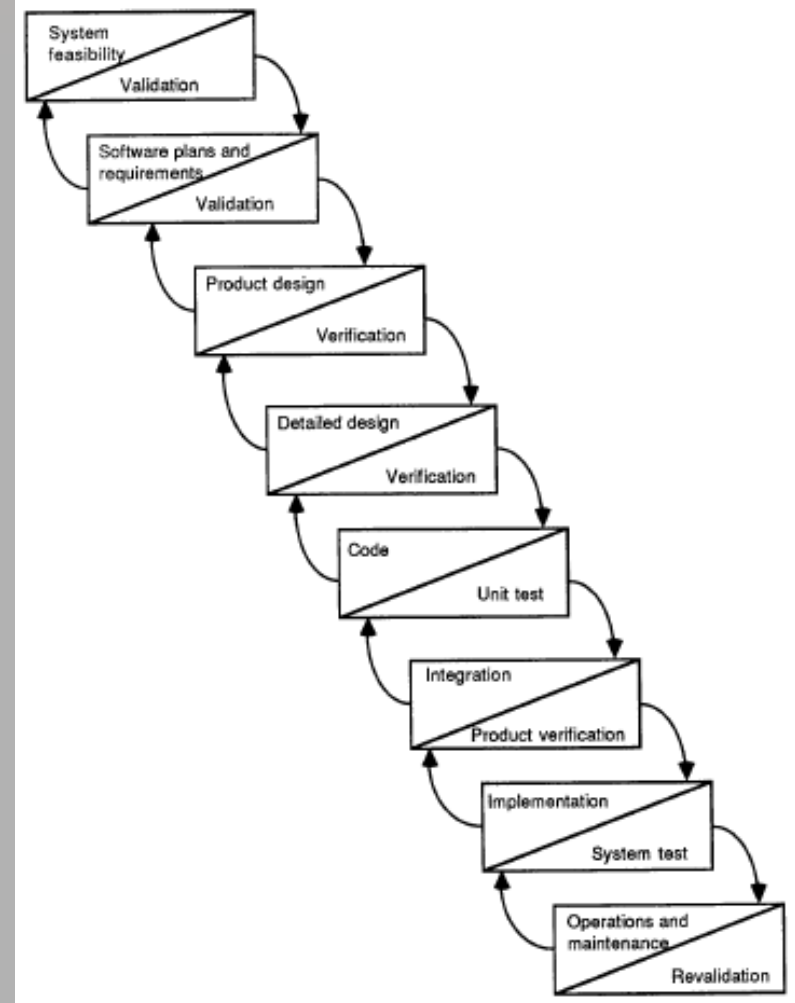 System
feasibility
Validation
Software plans and
requirements
Validation
Product design
Verification
Detailed design
Verification
Code
Unit test
Integration
Product verification
Implementation
System test
Operations and
maintenance
Revalidation